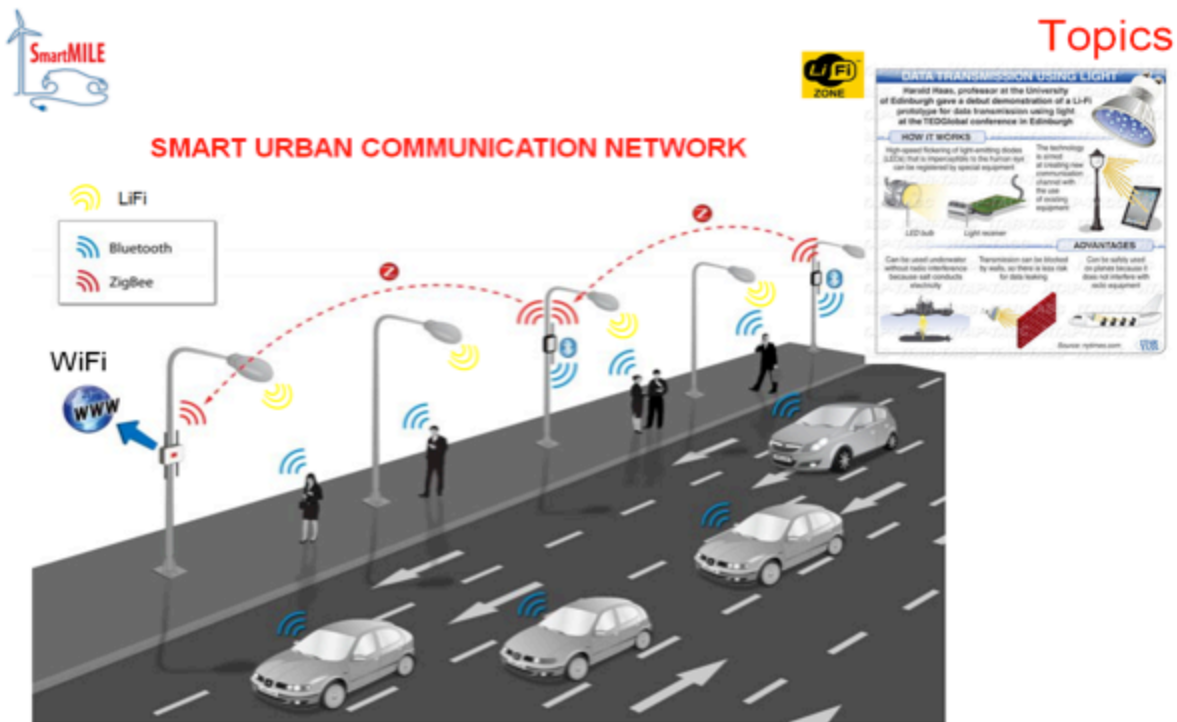 SmartMILE
Topics
LiFi
ZONE
SMART URBAN COMMUNICATION NETWORK
LiFi
Bluetooth
ZigBee
WiFi
WWW
Z
Z
DATA TRANSMISSION USING LIGHT
Harald Haas, professor at the University
of Edinburgh gave a debut demonstration of a Li-Fi
prototype for data transmission using light
at the TEDGlobal conference in Edinburgh
HOW IT WORKS
High-speed flickering of light-emitting diodes
(LEDs) that is imperceptible to the human eye
can be registered by special equipment
The technology
is aimed
at creating new
communication
channel with
the use
of existing
equipment
LED bulb
Light receiver
ADVANTAGES
Can be used underwater
without radio interference
because salt conducts
electricity
Transmission can be blocked
by walls, so there is less risk
for data leaking
Can be safely used
on planes because it
does not interfere with
radio equipment
Source: nytimes.com